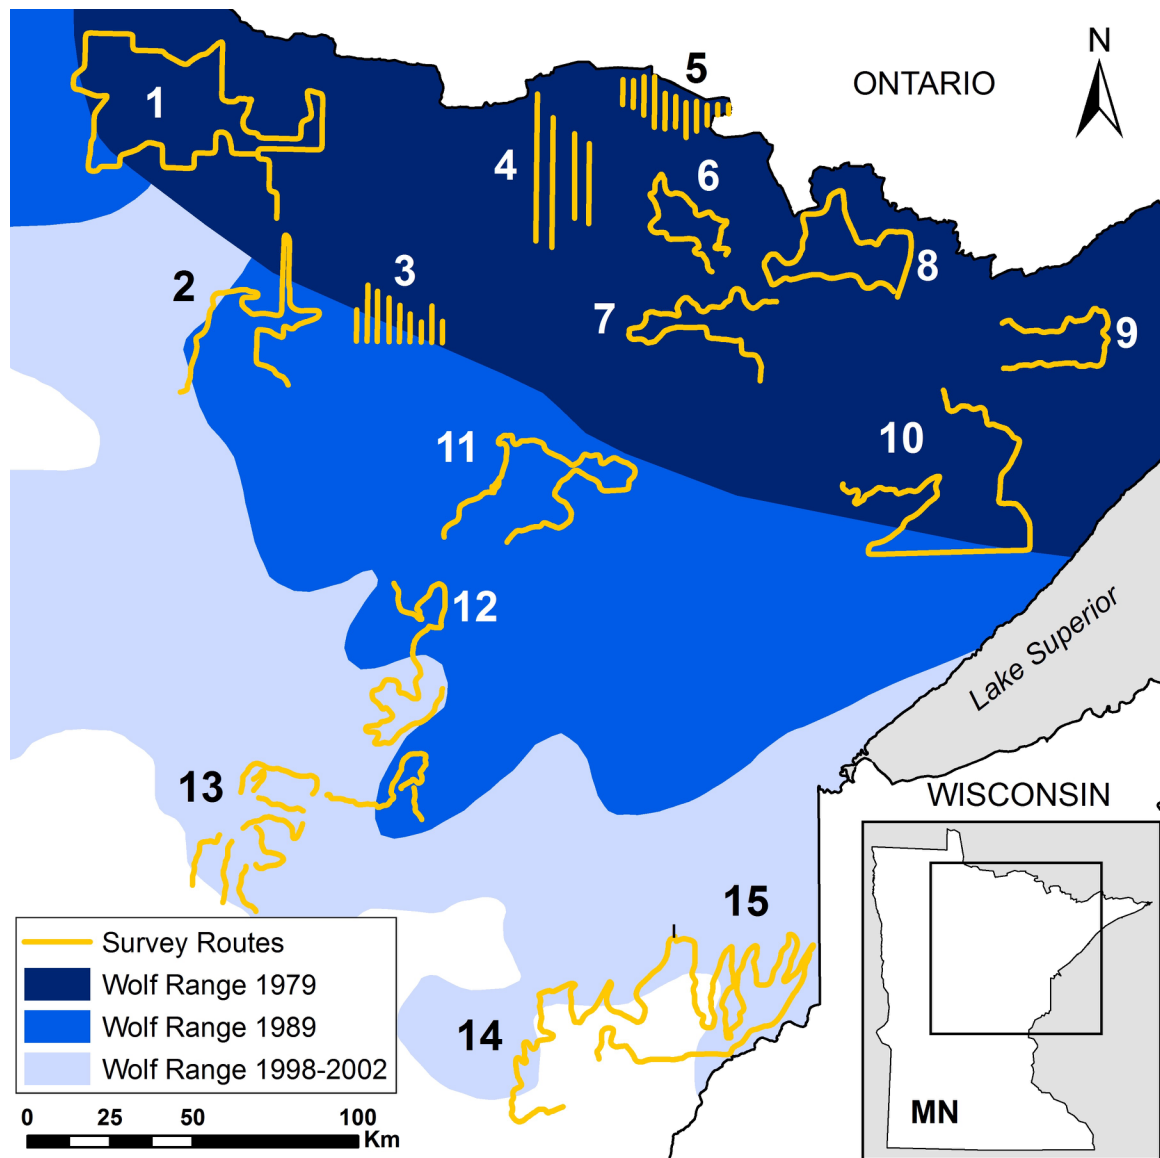 N
ONTARIO
5
1
4
6
8
2
3
7
9
10
11
12
Lake Superior
13
WISCONSIN
15
14
Survey Routes
Wolf Range 1979
Wolf Range 1989
Wolf Range 1998-2002
0 25 50 100
Km
MN